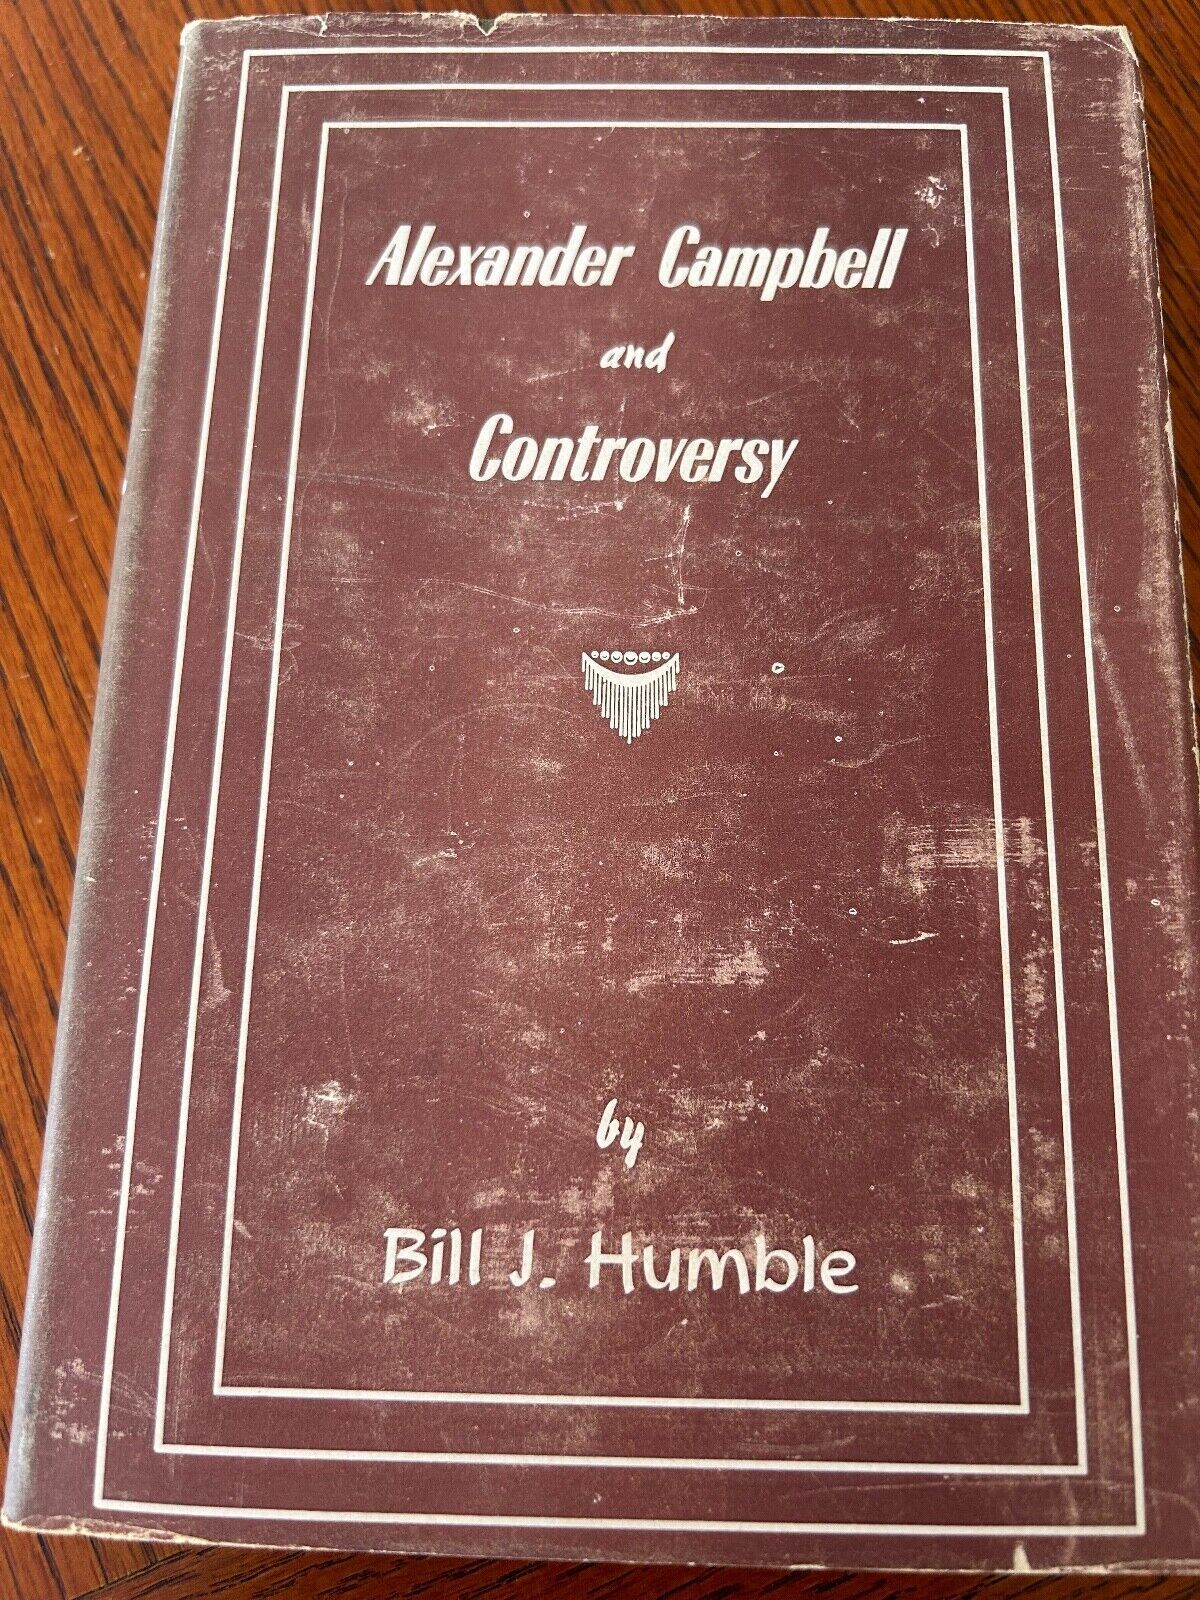 Alexander Campbell
and
Controversy
by
Bill J. Humble